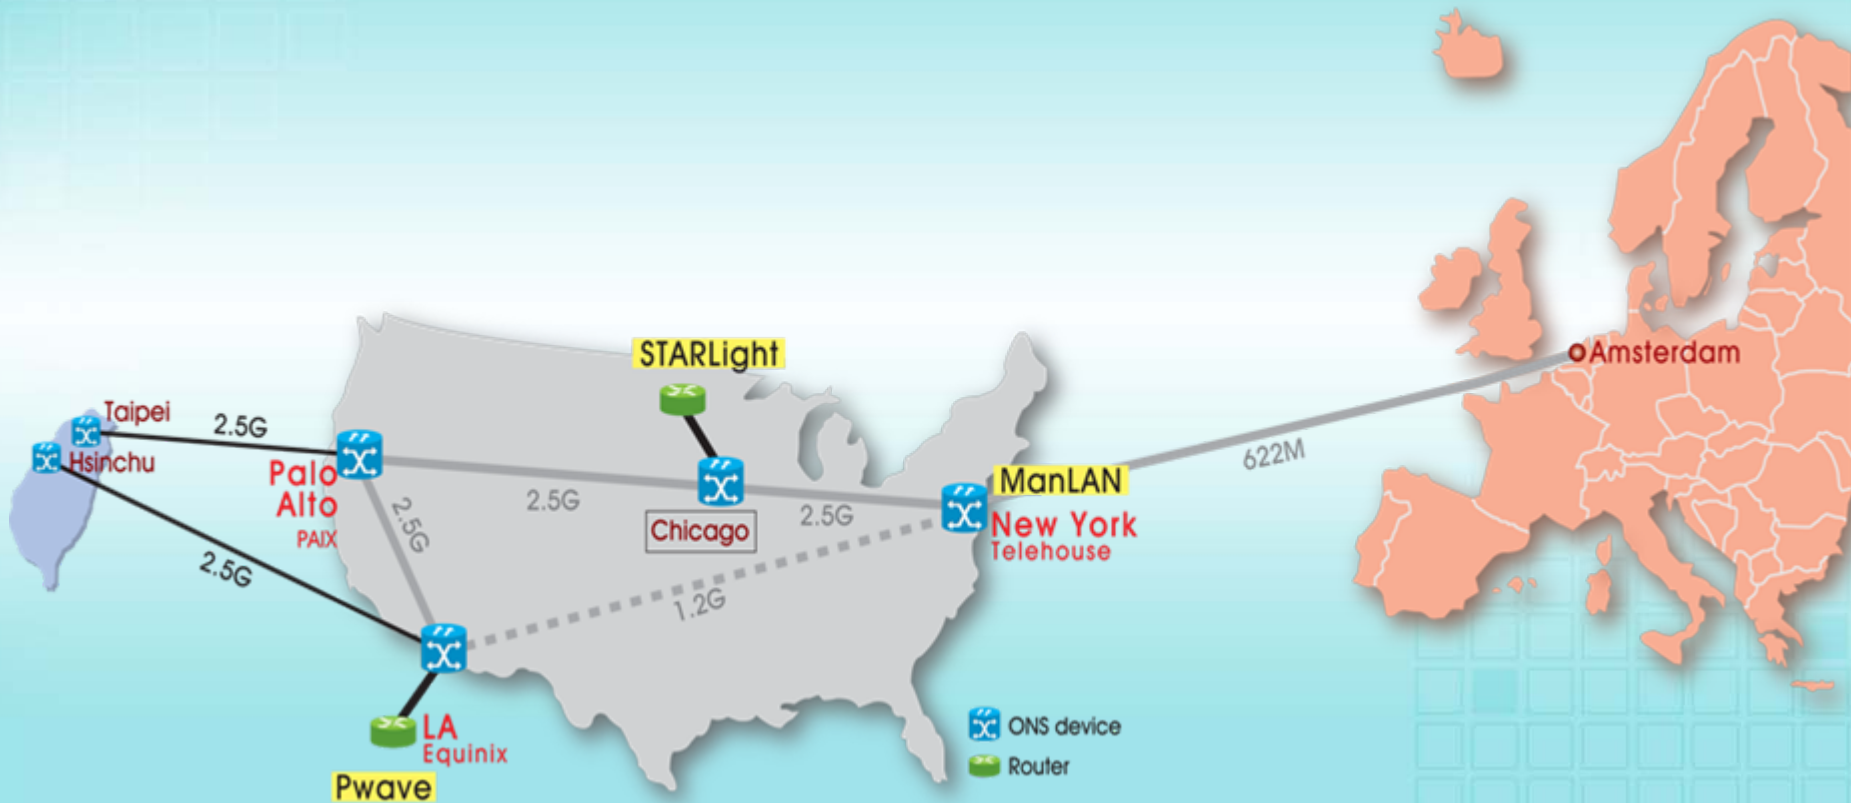 STARLight
Taipei
2.5G
Hsinchu
Palo
Alto
PAIX
2.5G
2.5G
Chicago
2.5G
ManLAN
New York
Telehouse
622M
Amsterdam
2.5G
1.2G
LA
Equinix
Pwave
ONS device
Router